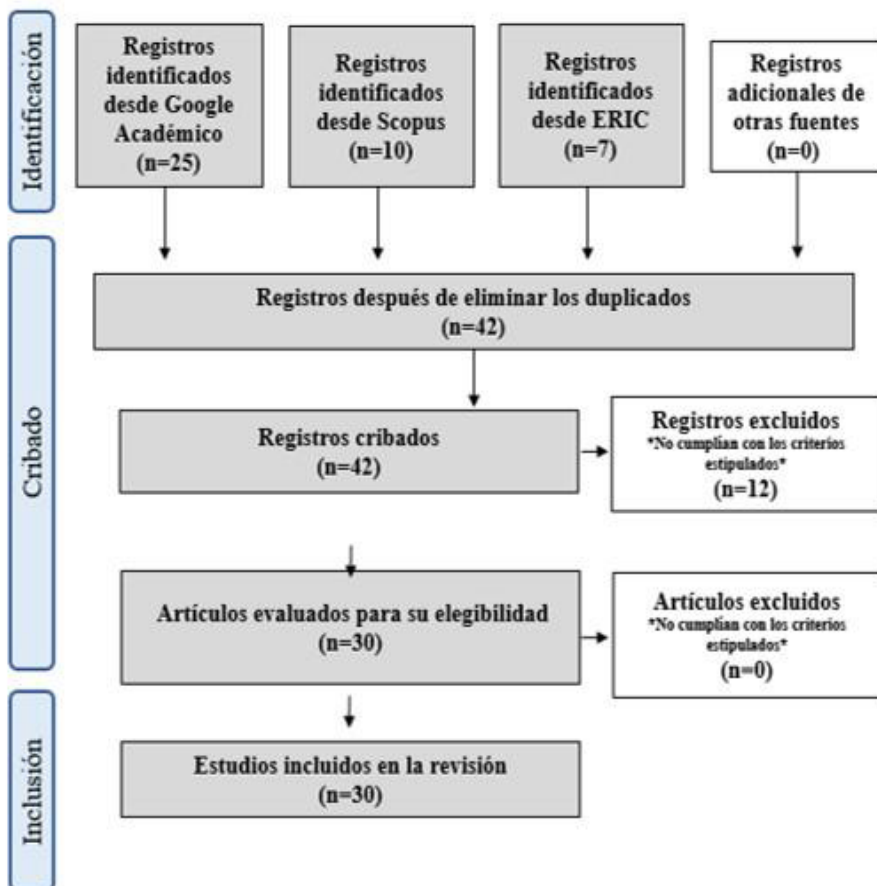 Identificación
Registros
identificados
desde Google
Académico
(n=25)
Registros
identificados
desde Scopus
(n=10)
Registros
identificados
desde ERIC
(n=7)
Registros
adicionales de
otras fuentes
(n=0)
Cribado
Registros después de eliminar los duplicados
(n=42)
Registros cribados
(n=42)
Registros excluidos
*No cumplían con los criterios
estipulados*
(n=12)
Artículos evaluados para su elegibilidad
(n=30)
Artículos excluidos
*No cumplían con los criterios
estipulados*
(n=0)
Inclusión
Estudios incluidos en la revisión
(n=30)